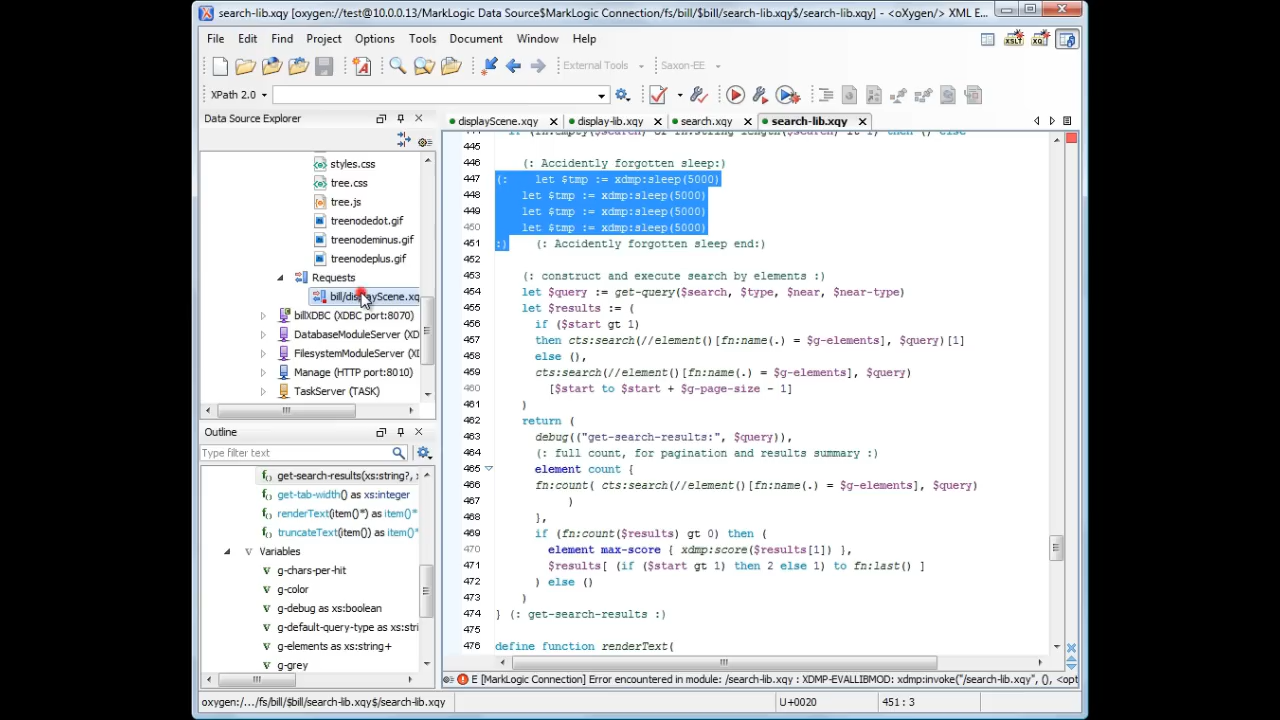 search-lib.xqy [oxygen://test@10.0.0.13/MarkLogic Data Source$MarkLogic Connection/fs/bill/$bill/search-lib.xqy$/search-lib.xqy] - <oXygen/> XML E...
File Edit Find Project Options Tools Document Window Help
External Tools Saxon-EE
XPath 2.0
Data Source Explorer
displayScene.xqy display-lib.xqy search.xqy search-lib.xqy
styles.css
tree.css
tree.js
treenodedot.gif
treenodeminus.gif
treenodeplus.gif
Requests
bill/displayScene.xq
billXDBC (XDBC port:8070)
DatabaseModuleServer (XD
FilesystemModuleServer (XI
Manage (HTTP port:8010)
TaskServer (TASK)
Outline
Type filter text
get-search-results(xs:string?, x
get-tab-width() as xs:integer
renderText(item()*) as item()*
truncateText(item()) as item()*
Variables
g-chars-per-hit
g-color
g-debug as xs:boolean
g-default-query-type as xs:stri
g-elements as xs:string+
g-grey
445
446 (: Accidently forgotten sleep:)
447 (: let $tmp := xdmp:sleep(5000)
448 let $tmp := xdmp:sleep(5000)
449 let $tmp := xdmp:sleep(5000)
460 let $tmp := xdmp:sleep(5000)
451 :) (: Accidently forgotten sleep end:)
452
453 (: construct and execute search by elements :)
454 let $query := get-query($search, $type, $near, $near-type)
455 let $results := (
456 if ($start gt 1)
457 then cts:search(//element()[fn:name(.) = $g-elements], $query)[1]
458 else (),
459 cts:search(//element()[fn:name(.) = $g-elements], $query)
460 [$start to $start + $g-page-size - 1]
461 )
462 return (
463 debug(("get-search-results:", $query)),
464 (: full count, for pagination and results summary :)
465 element count {
466 fn:count( cts:search(//element()[fn:name(.) = $g-elements], $query)
467 )
468 },
469 if (fn:count($results) gt 0) then (
470 element max-score { xdmp:score($results[1]) },
471 $results[ (if ($start gt 1) then 2 else 1) to fn:last() ]
472 ) else ()
473 )
474 } (: get-search-results :)
475
476 define function renderText(
E [MarkLogic Connection] Error encountered in module: /search-lib.xqy : XDMP-EVALLIBMOD: xdmp:invoke("/search-lib.xqy", (), <opt
oxygen:/.../fs/bill/$bill/search-lib.xqy U+0020 451 : 3